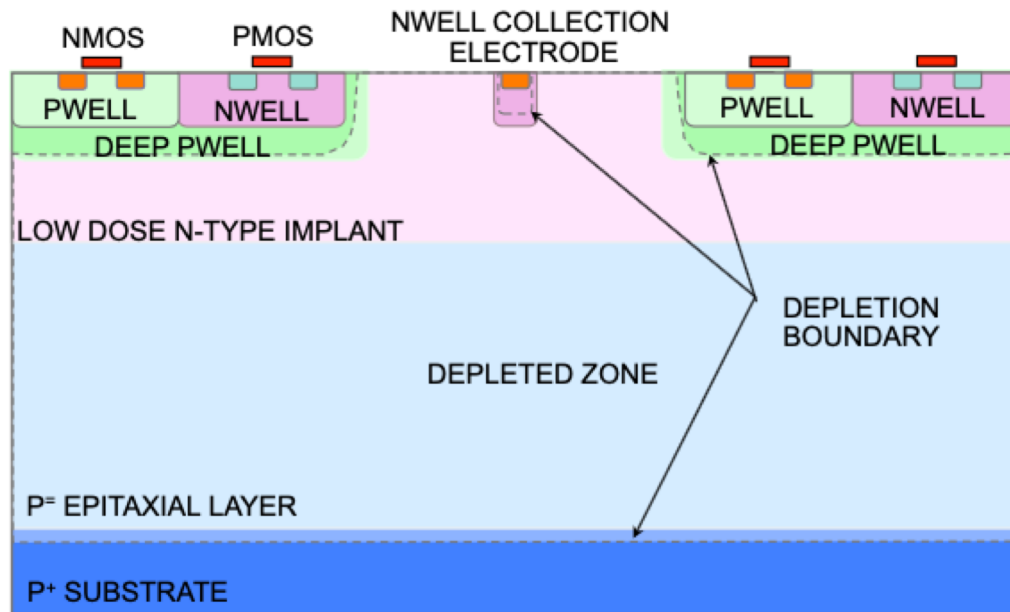 NMOS
PMOS
NWELL COLLECTION
ELECTRODE
PWELL
NWELL
PWELL
NWELL
DEEP PWELL
DEEP PWELL
LOW DOSE N-TYPE IMPLANT
DEPLETION
BOUNDARY
DEPLETED ZONE
P= EPITAXIAL LAYER
P+ SUBSTRATE